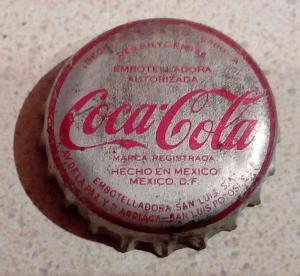 EMBOTELLADORA
AUTORIZADA
Coca-Cola
MARCA REGISTRADA
HECHO EN MEXICO
MEXICO. D.F
EMBOTELLADORA SAN LUIS, S.A.
ARRIAGA-SAN LUIS POTOSI